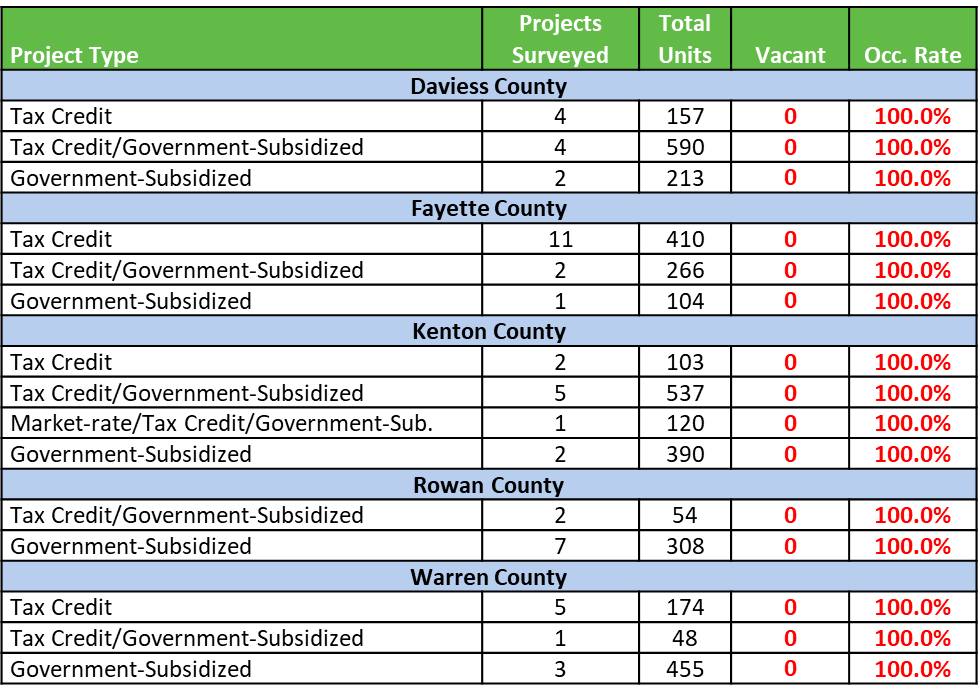 Project Type Projects Surveyed Total Units Vacant Occ. Rate
Daviess County
Tax Credit 4 157 0 100.0%
Tax Credit/Government-Subsidized 4 590 0 100.0%
Government-Subsidized 2 213 0 100.0%
Fayette County
Tax Credit 11 410 0 100.0%
Tax Credit/Government-Subsidized 2 266 0 100.0%
Government-Subsidized 1 104 0 100.0%
Kenton County
Tax Credit 2 103 0 100.0%
Tax Credit/Government-Subsidized 5 537 0 100.0%
Market-rate/Tax Credit/Government-Sub. 1 120 0 100.0%
Government-Subsidized 2 390 0 100.0%
Rowan County
Tax Credit/Government-Subsidized 2 54 0 100.0%
Government-Subsidized 7 308 0 100.0%
Warren County
Tax Credit 5 174 0 100.0%
Tax Credit/Government-Subsidized 1 48 0 100.0%
Government-Subsidized 3 455 0 100.0%